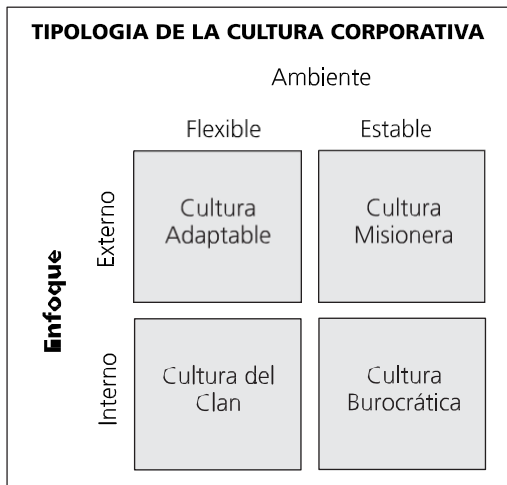 TIPOLOGIA DE LA CULTURA CORPORATIVA
Ambiente
Flexible
Estable
Enfoque
Externo
Cultura
Adaptable
Cultura
Misionera
Interno
Cultura del
Clan
Cultura
Burocrática